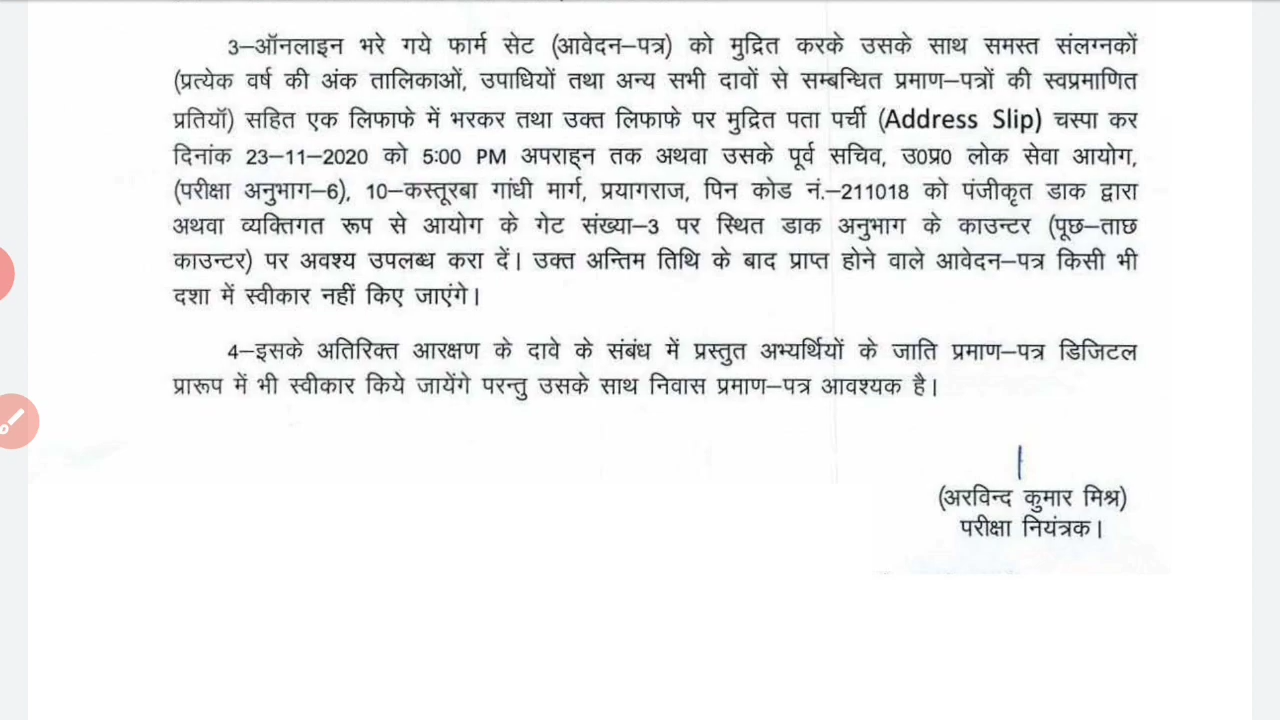 3–ऑनलाइन भरे गये फार्म सेट (आवेदन–पत्र) को मुद्रित करके उसके साथ समस्त संलग्नकों
(प्रत्येक वर्ष की अंक तालिकाओं, उपाधियों तथा अन्य सभी दावों से सम्बन्धित प्रमाण–पत्रों की स्वप्रमाणित
प्रतियॉ) सहित एक लिफाफे में भरकर तथा उक्त लिफाफे पर मुद्रित पता पर्ची (Address Slip) चस्पा कर
दिनांक 23–11–2020 को 5:00 PM अपराह्न तक अथवा उसके पूर्व सचिव, उ0प्र0 लोक सेवा आयोग,
(परीक्षा अनुभाग–6), 10–कस्तूरबा गांधी मार्ग, प्रयागराज, पिन कोड नं.–211018 को पंजीकृत डाक द्वारा
अथवा व्यक्तिगत रूप से आयोग के गेट संख्या–3 पर स्थित डाक अनुभाग के काउन्टर (पूछ–ताछ
काउन्टर) पर अवश्य उपलब्ध करा दें। उक्त अन्तिम तिथि के बाद प्राप्त होने वाले आवेदन–पत्र किसी भी
दशा में स्वीकार नहीं किए जाएंगे।
4–इसके अतिरिक्त आरक्षण के दावे के संबंध में प्रस्तुत अभ्यर्थियों के जाति प्रमाण–पत्र डिजिटल
प्रारूप में भी स्वीकार किये जायेंगे परन्तु उसके साथ निवास प्रमाण–पत्र आवश्यक है।
(अरविन्द कुमार मिश्र)
परीक्षा नियंत्रक।